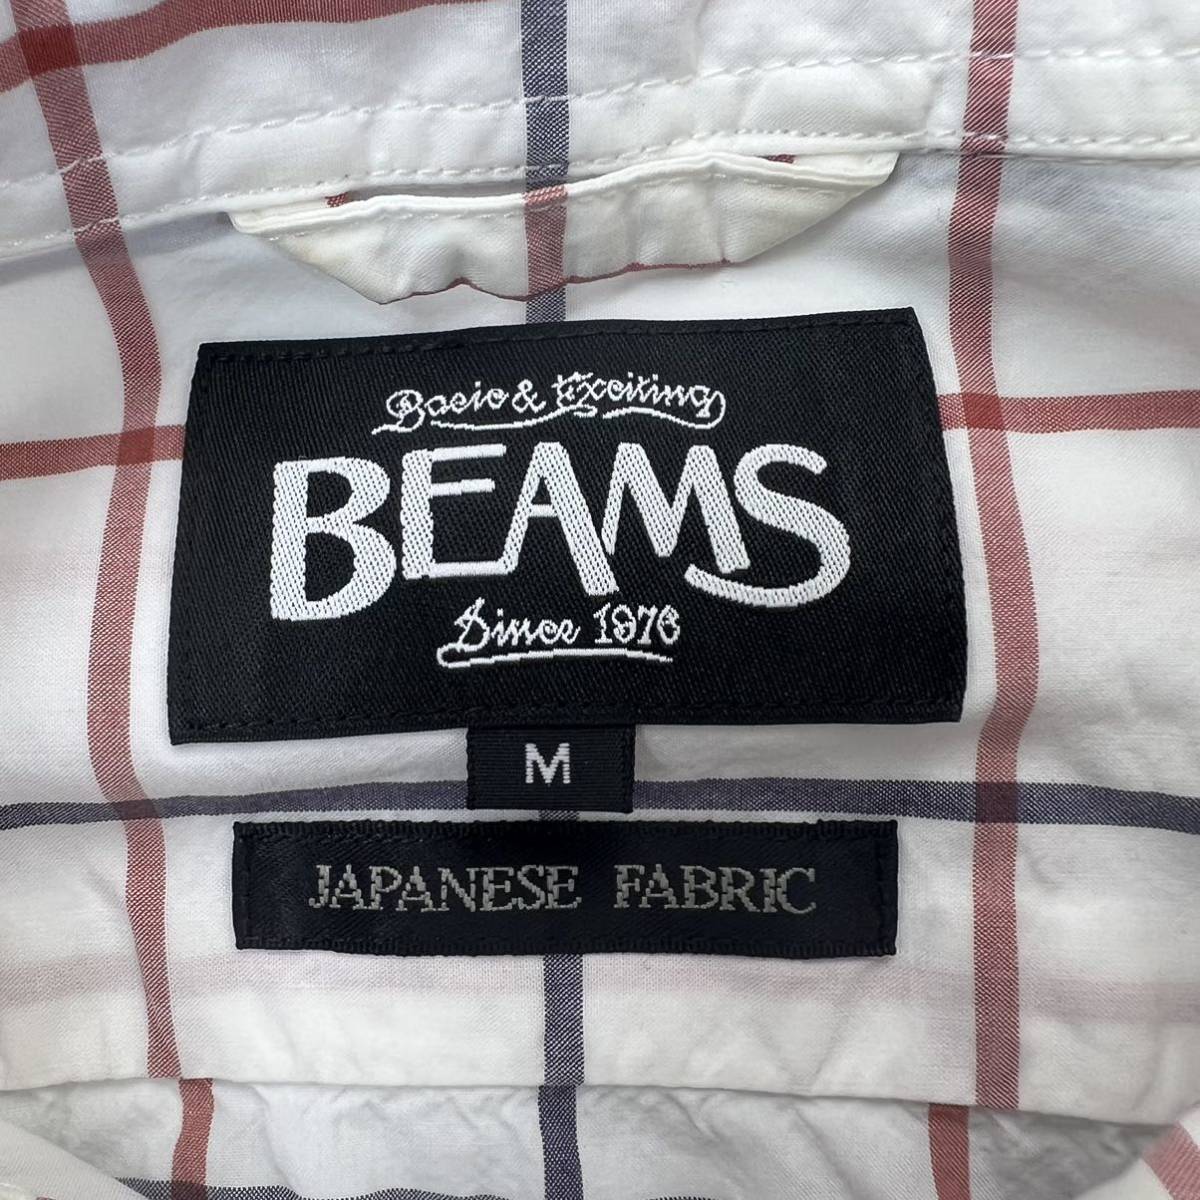 Basic & Exciting
BEAMS
Since 1976
M
JAPANESE FABRIC